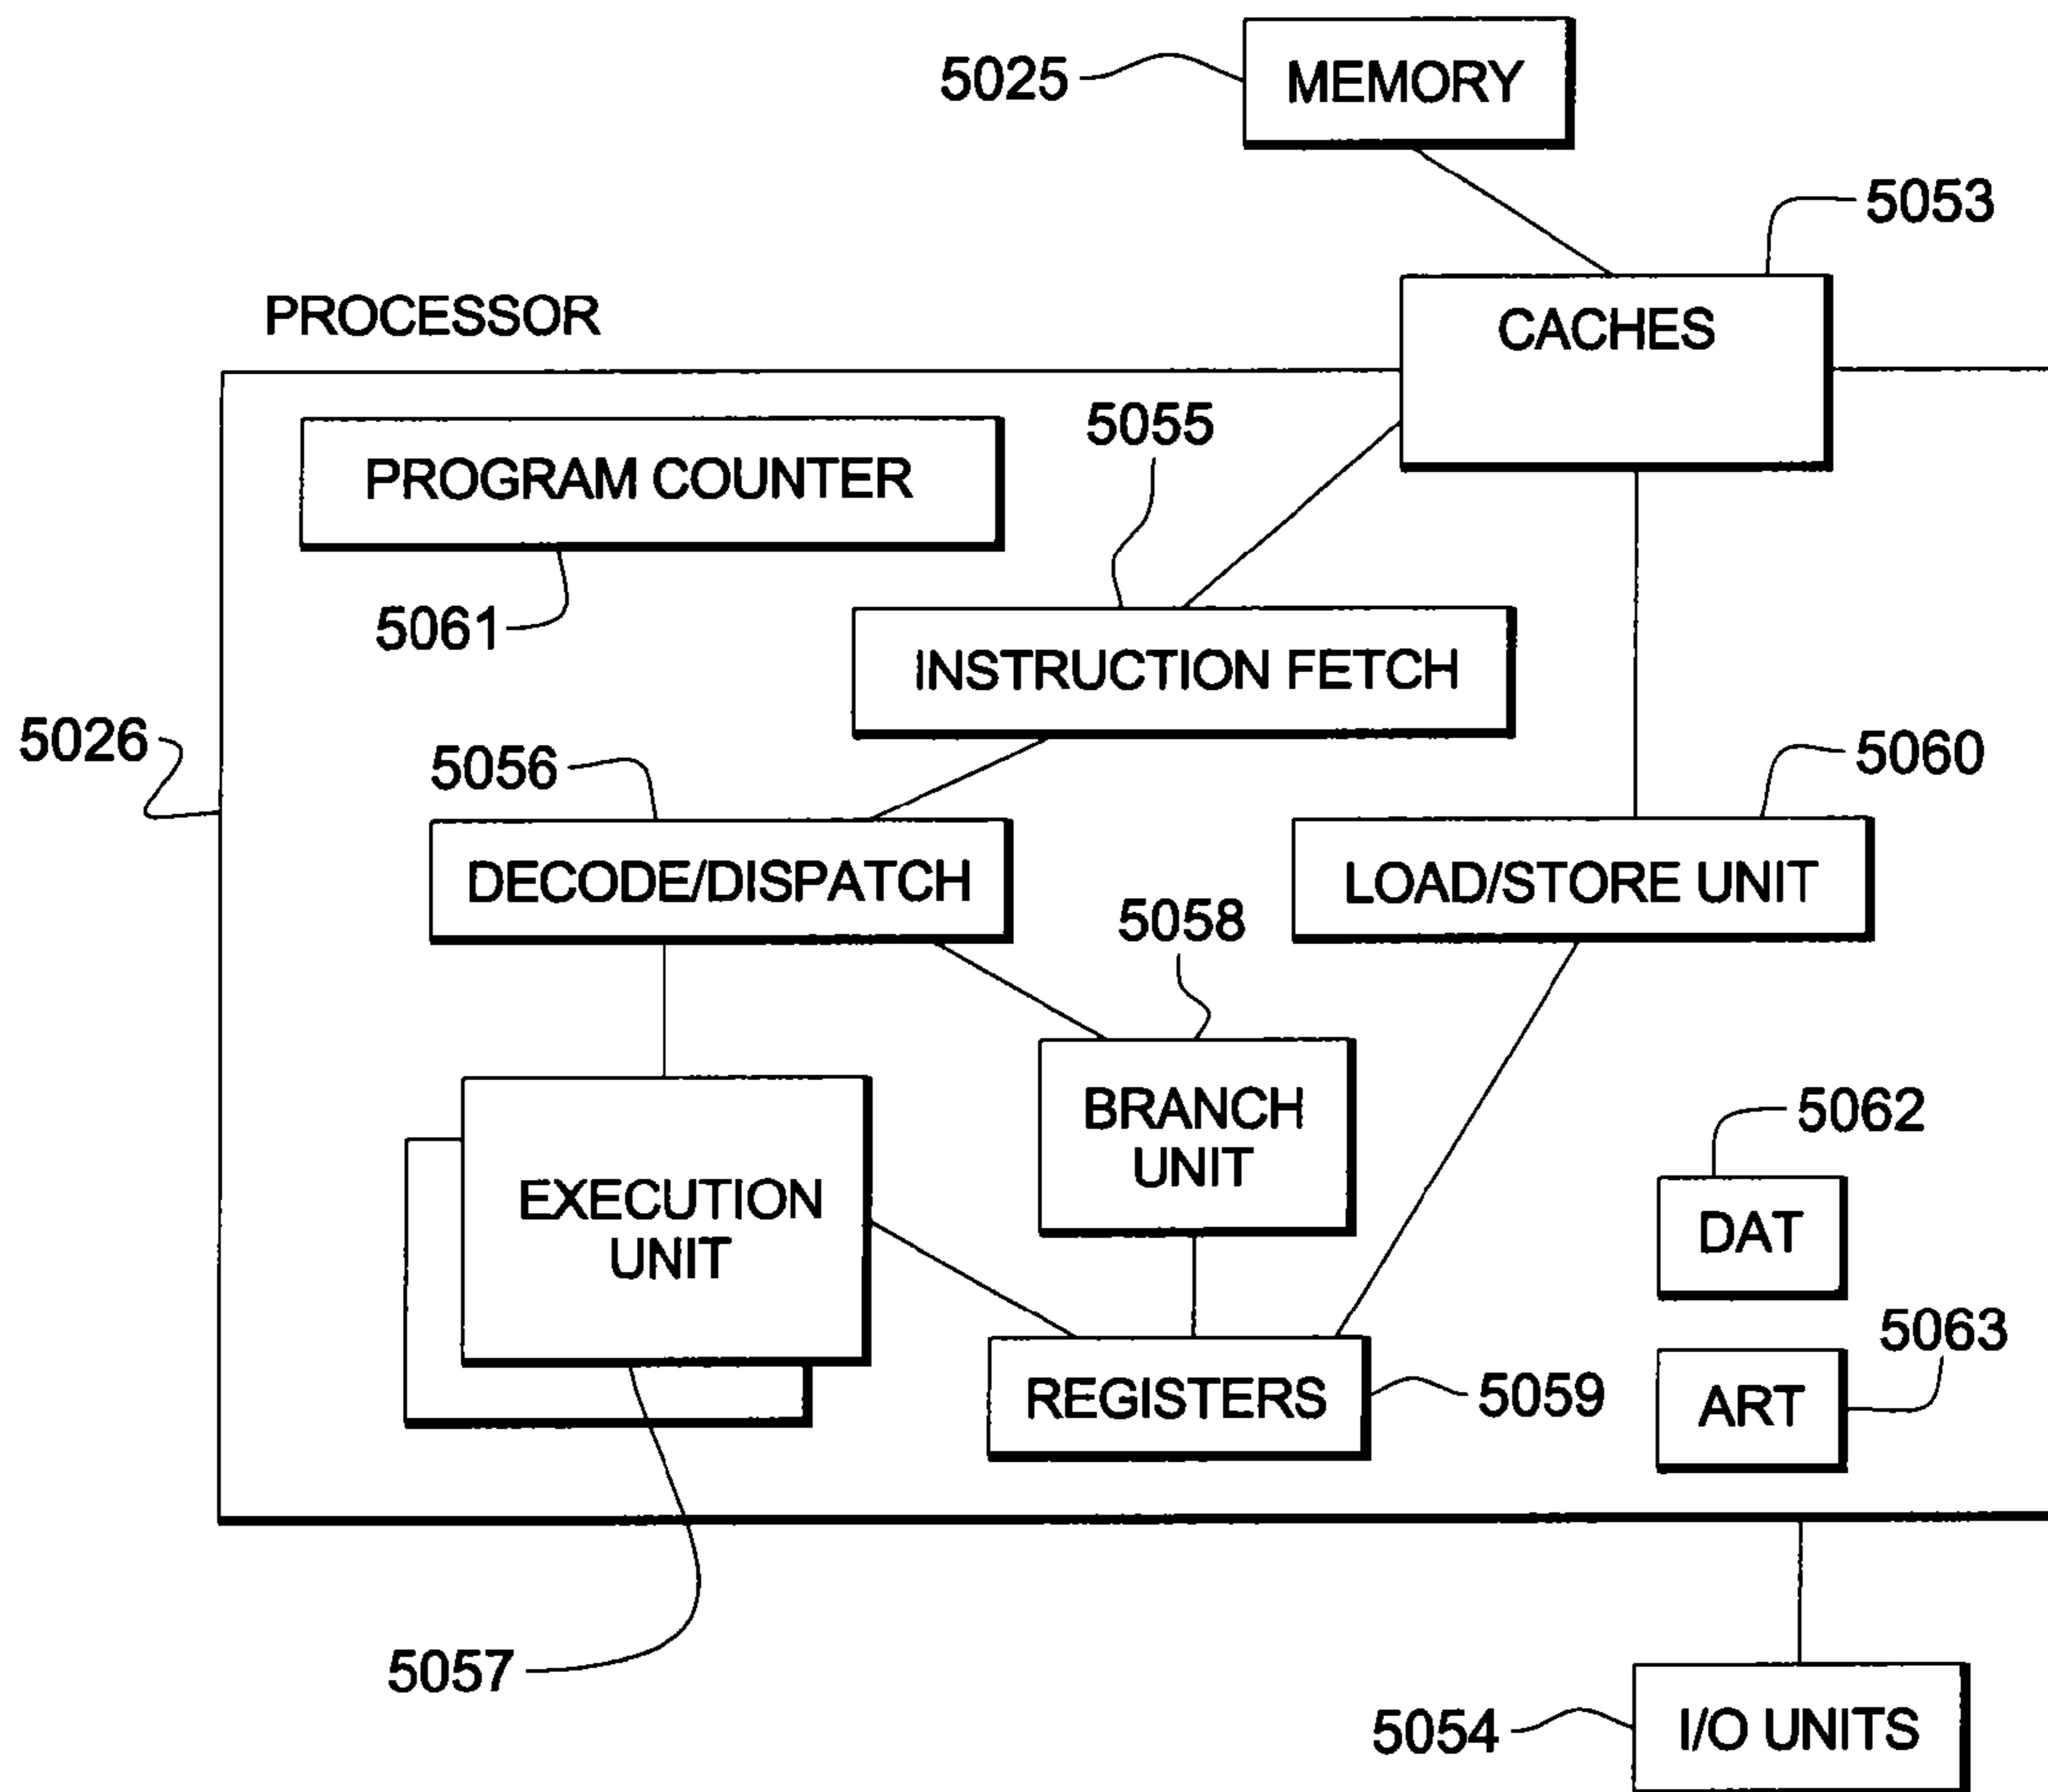 5025
MEMORY
5053
CACHES
PROCESSOR
PROGRAM COUNTER
5055
5061
INSTRUCTION FETCH
5026
5056
5060
DECODE/DISPATCH
LOAD/STORE UNIT
5058
BRANCH
UNIT
5062
EXECUTION
UNIT
DAT
5063
REGISTERS
5059
ART
5057
5054
I/O UNITS